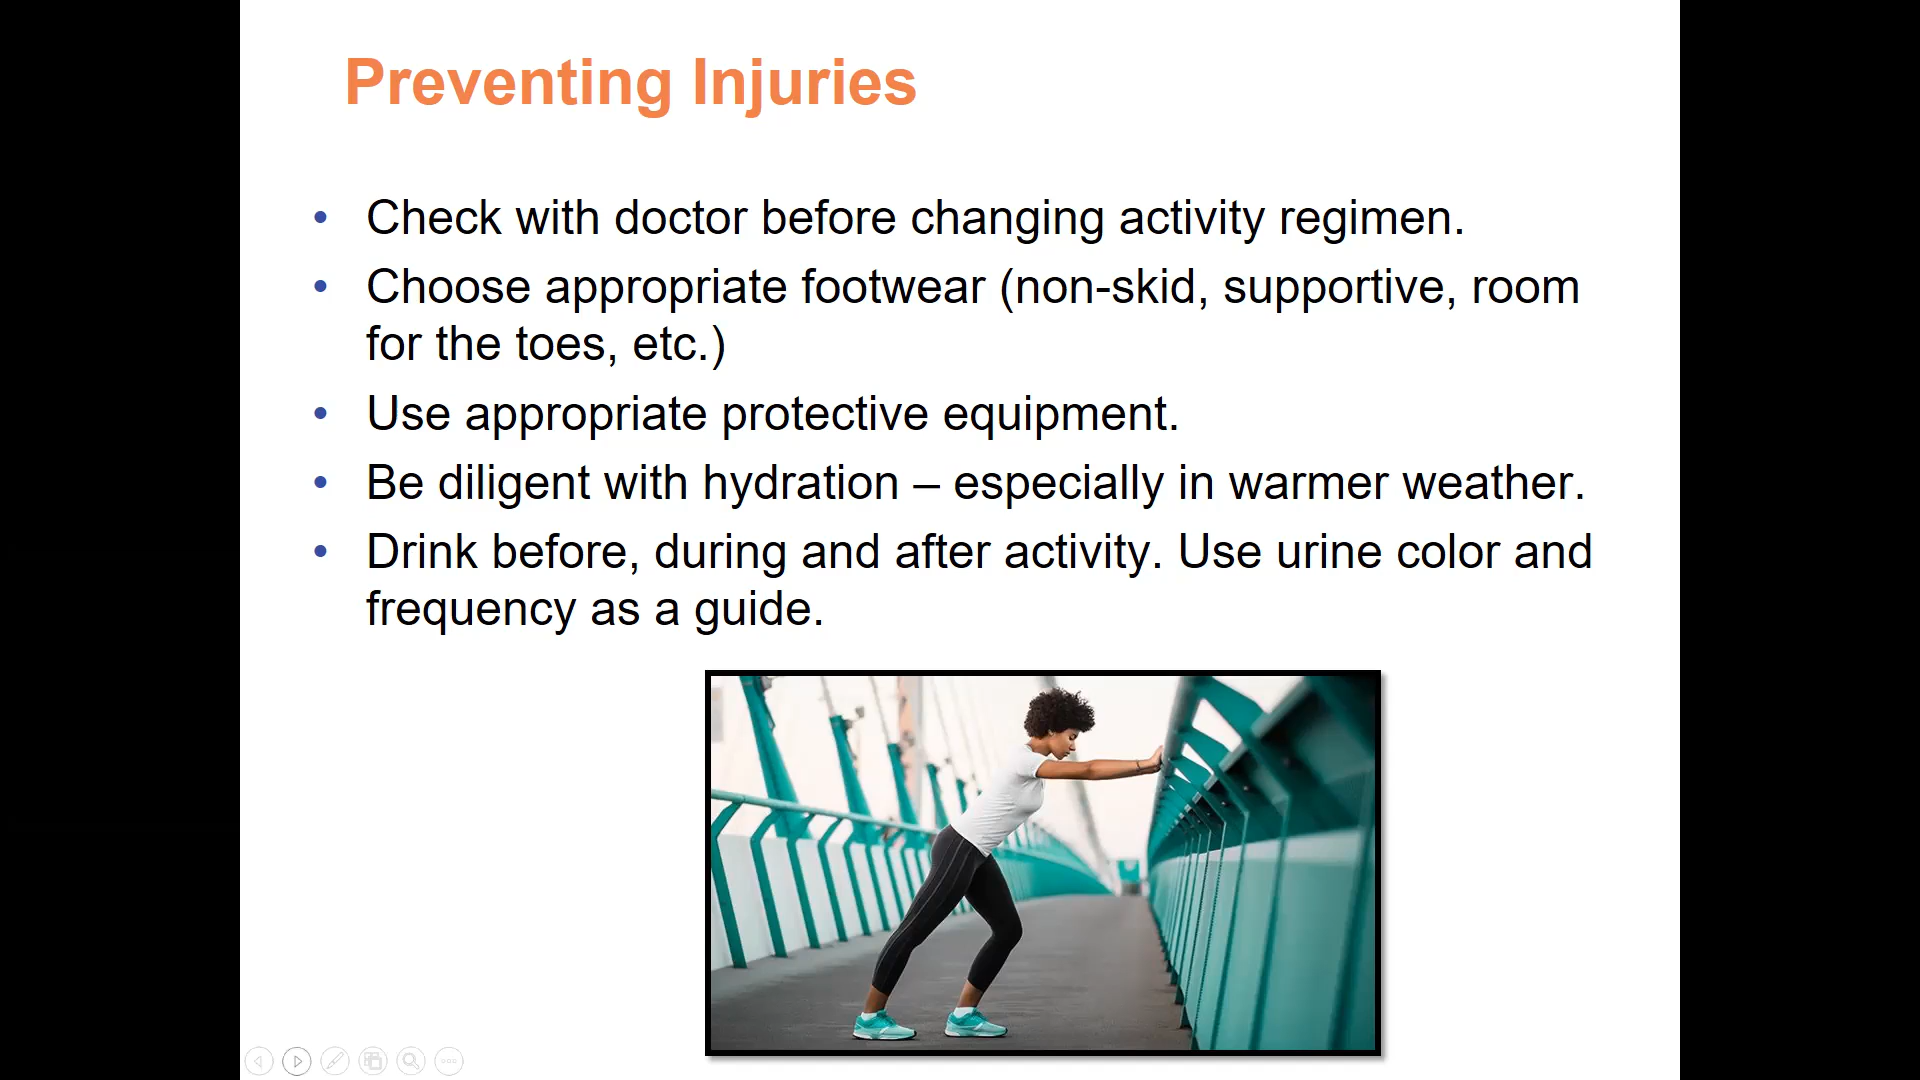 Preventing Injuries
• Check with doctor before changing activity regimen.
• Choose appropriate footwear (non-skid, supportive, room
for the toes, etc.)
• Use appropriate protective equipment.
• Be diligent with hydration – especially in warmer weather.
• Drink before, during and after activity. Use urine color and
frequency as a guide.